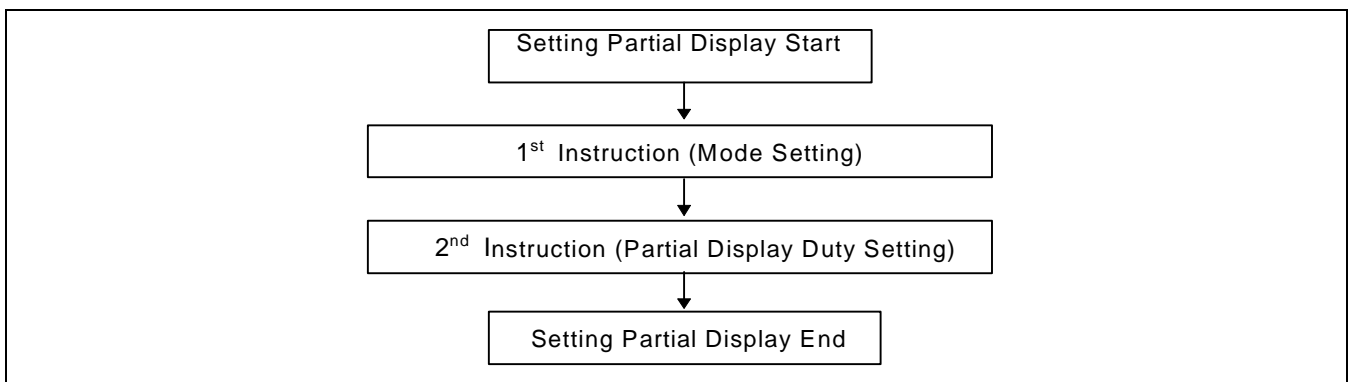 Setting Partial Display Start
1st Instruction (Mode Setting)
2nd Instruction (Partial Display Duty Setting)
Setting Partial Display End